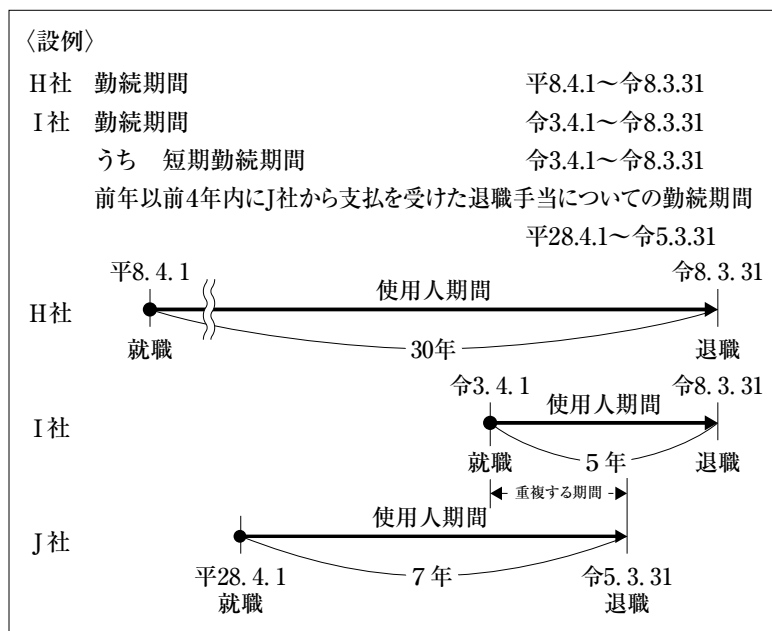 〈設例〉
H社 勤続期間 平8.4.1〜令8.3.31
I社 勤続期間 令3.4.1〜令8.3.31
うち 短期勤続期間 令3.4.1〜令8.3.31
前年以前4年内にJ社から支払を受けた退職手当についての勤続期間
平28.4.1〜令5.3.31
平8.4.1 令8.3.31
H社 使用人期間
就職 30年 退職
令3.4.1 令8.3.31
I社 使用人期間
就職 5年 退職
重複する期間
J社 使用人期間
平28.4.1 7年 令5.3.31
就職 退職